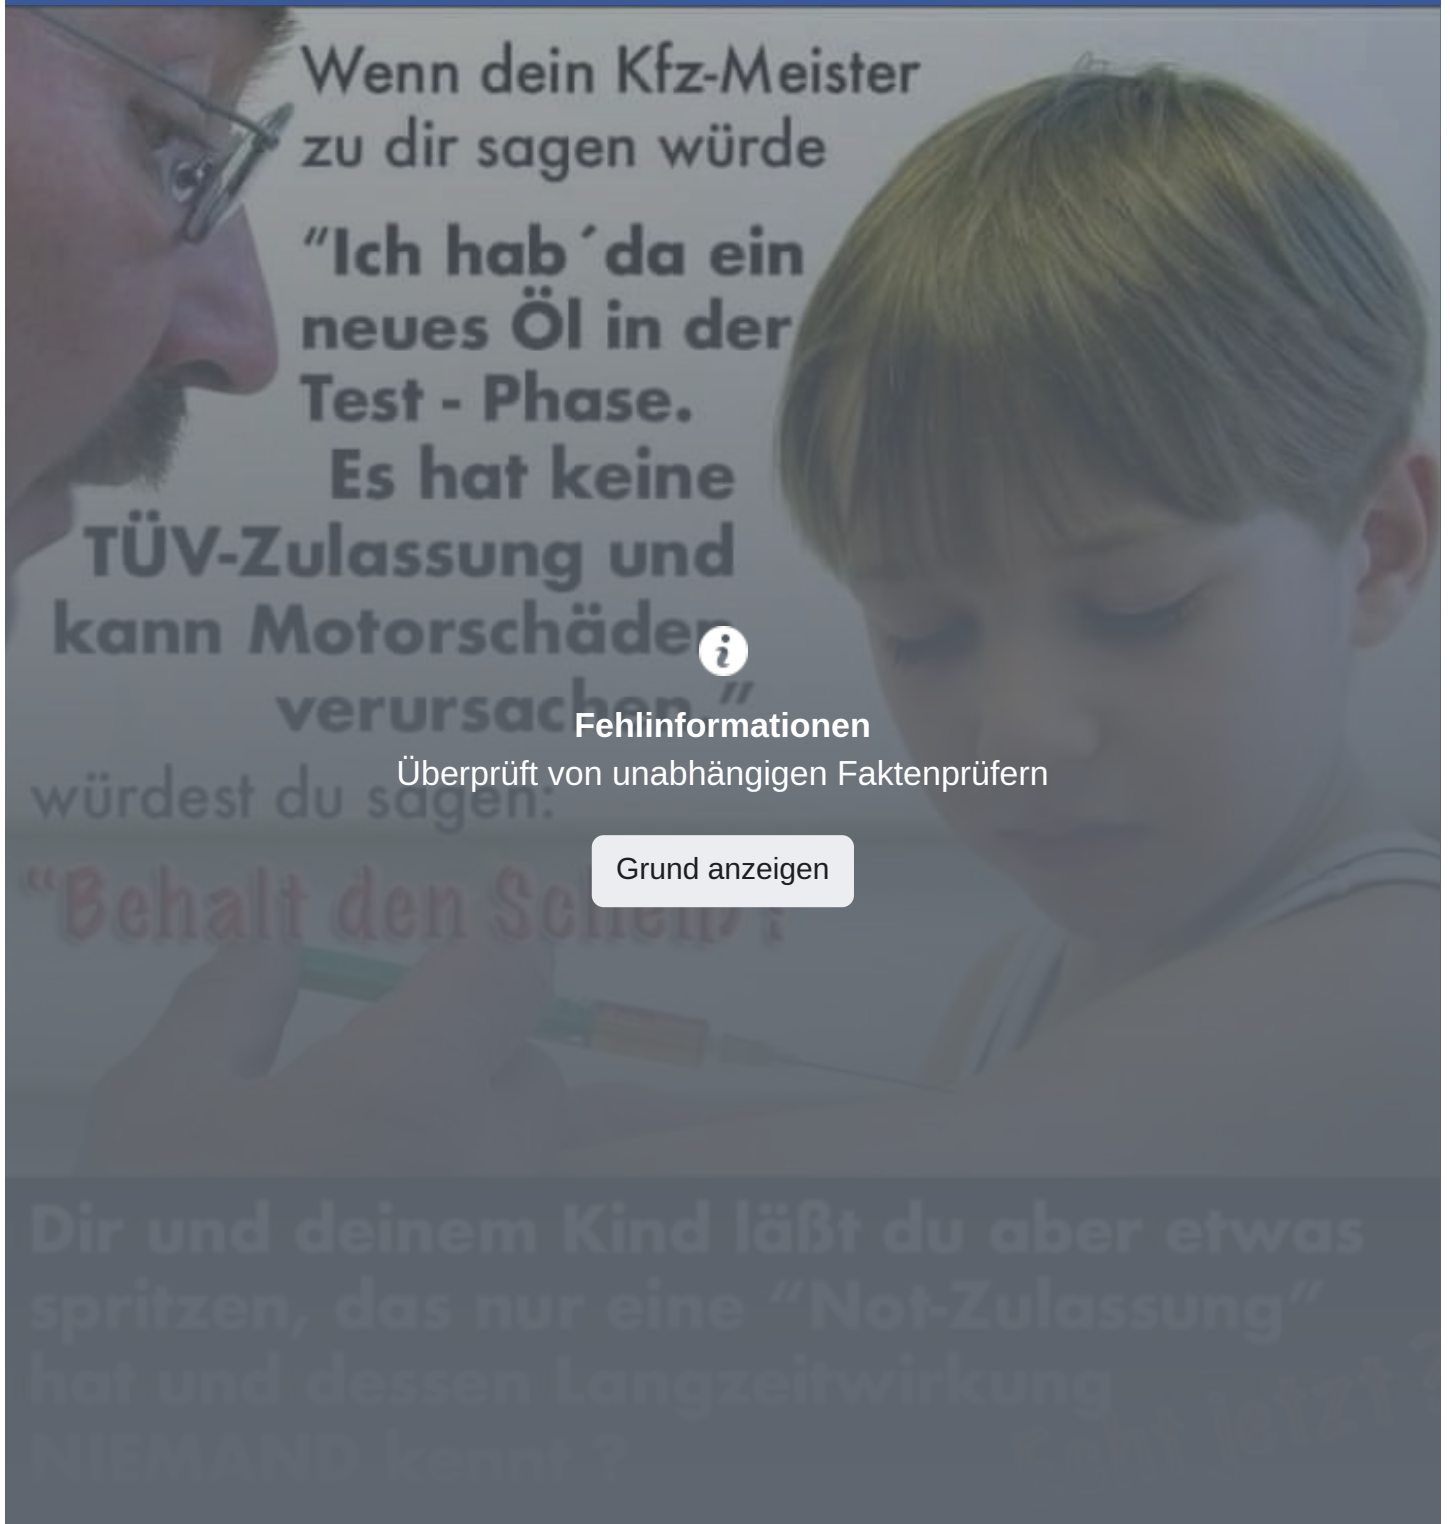 Wenn dein Kfz-Meister
zu dir sagen würde
“Ich hab´da ein
neues Öl in der
Test - Phase.
Es hat keine
TÜV-Zulassung und
kann Motorschäden
verursachen.”
würdest du sagen:
“Behalt den Scheiß!
Fehlinformationen
Überprüft von unabhängigen Faktenprüfern
Grund anzeigen
Dir und deinem Kind läßt du aber etwas
spritzen, das nur eine “Not-Zulassung”
hat und dessen Langzeitwirkung
NIEMAND kennt ?
Echt jetzt ?